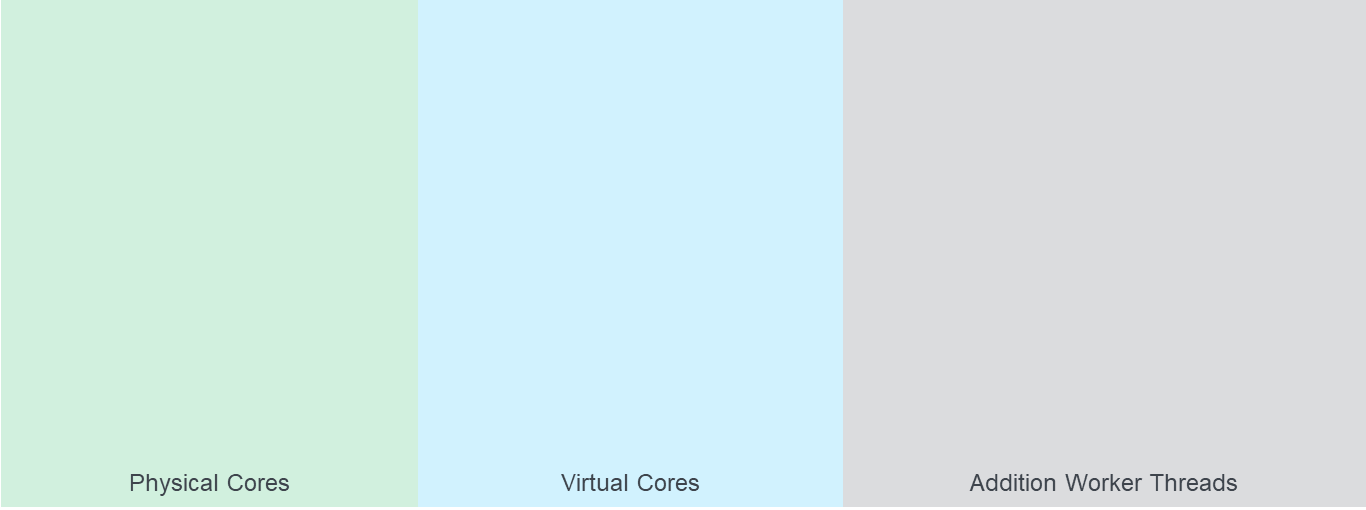 Physical Cores
Virtual Cores
Addition Worker Threads